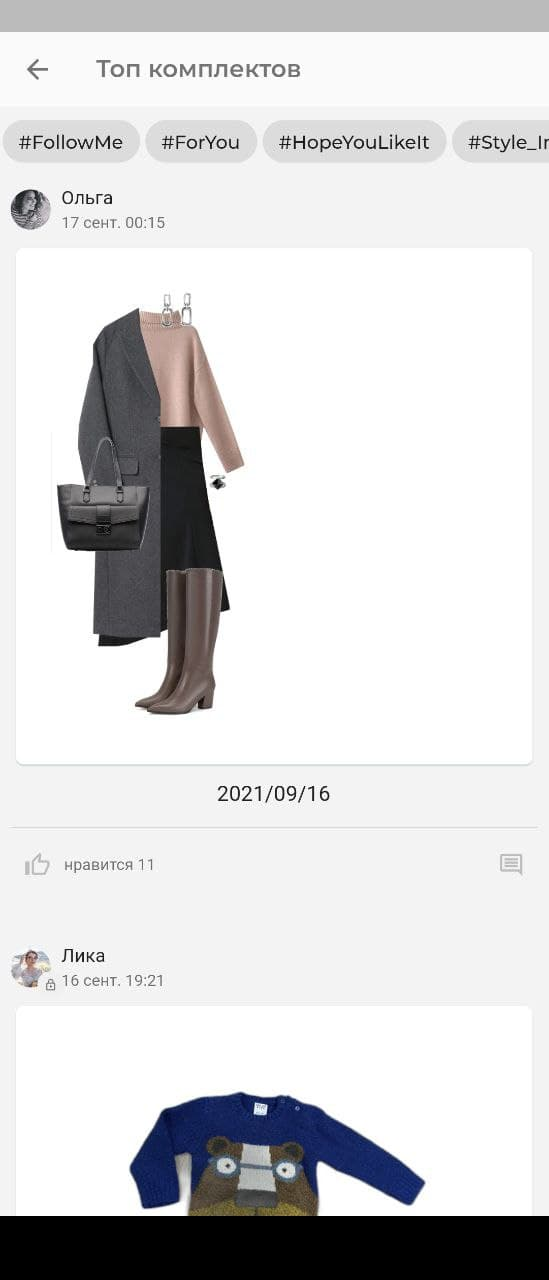 Топ комплектов
#FollowMe
#ForYou
#HopeYouLikeIt
#Style_I
Ольга
17 сент. 00:15
2021/09/16
нравится 11
Лика
16 сент. 19:21